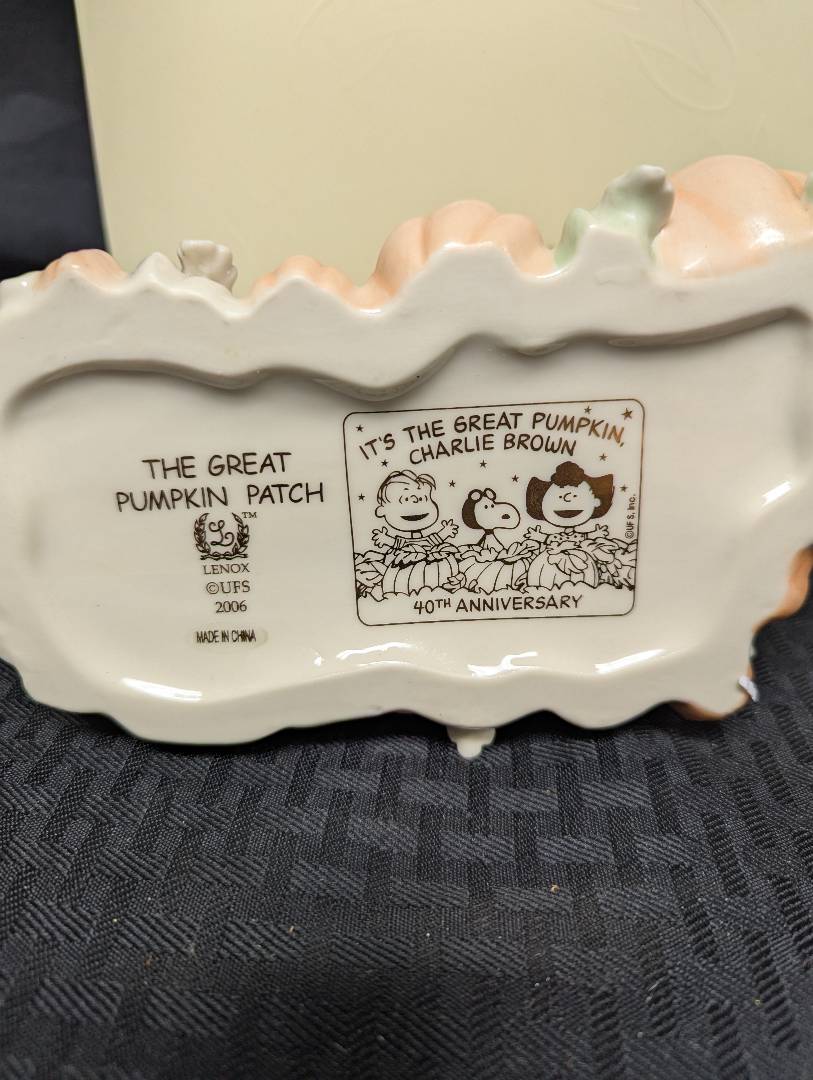 THE GREAT
PUMPKIN PATCH
L TM
LENOX
©UFS
2006
MADE IN CHINA
IT'S THE GREAT PUMPKIN,
CHARLIE BROWN
©UFS, Inc.
40TH ANNIVERSARY